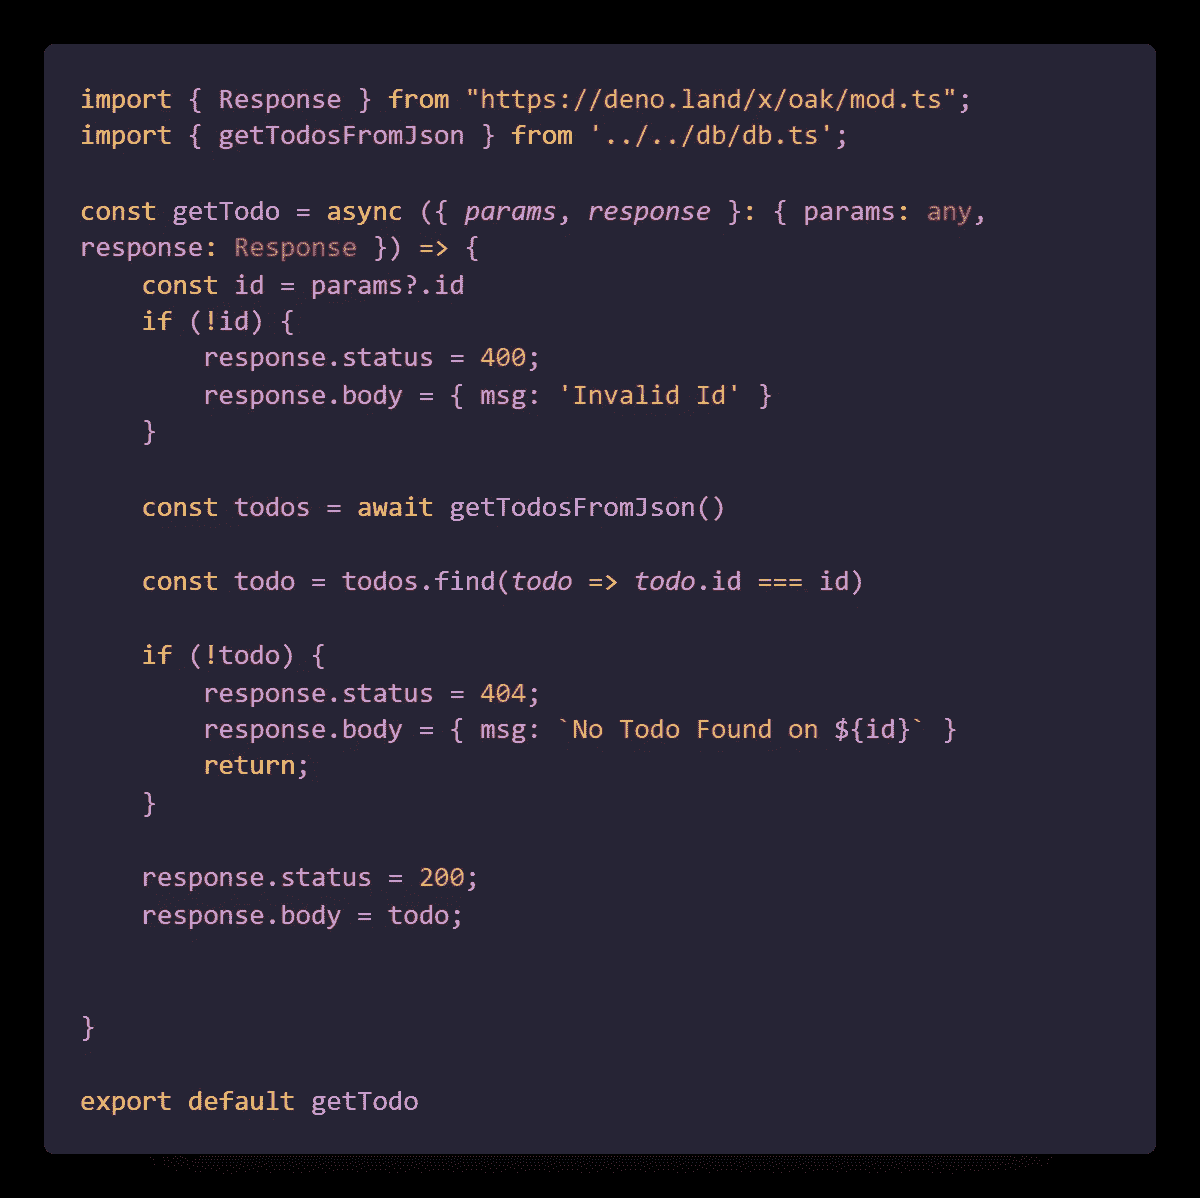 import { Response } from "https://deno.land/x/oak/mod.ts";
import { getTodosFromJson } from '../../db/db.ts';

const getTodo = async ({ params, response }: { params: any,
response: Response }) => {
    const id = params?.id
    if (!id) {
        response.status = 400;
        response.body = { msg: 'Invalid Id' }
    }

    const todos = await getTodosFromJson()

    const todo = todos.find(todo => todo.id === id)

    if (!todo) {
        response.status = 404;
        response.body = { msg: `No Todo Found on ${id}` }
        return;
    }

    response.status = 200;
    response.body = todo;


}

export default getTodo